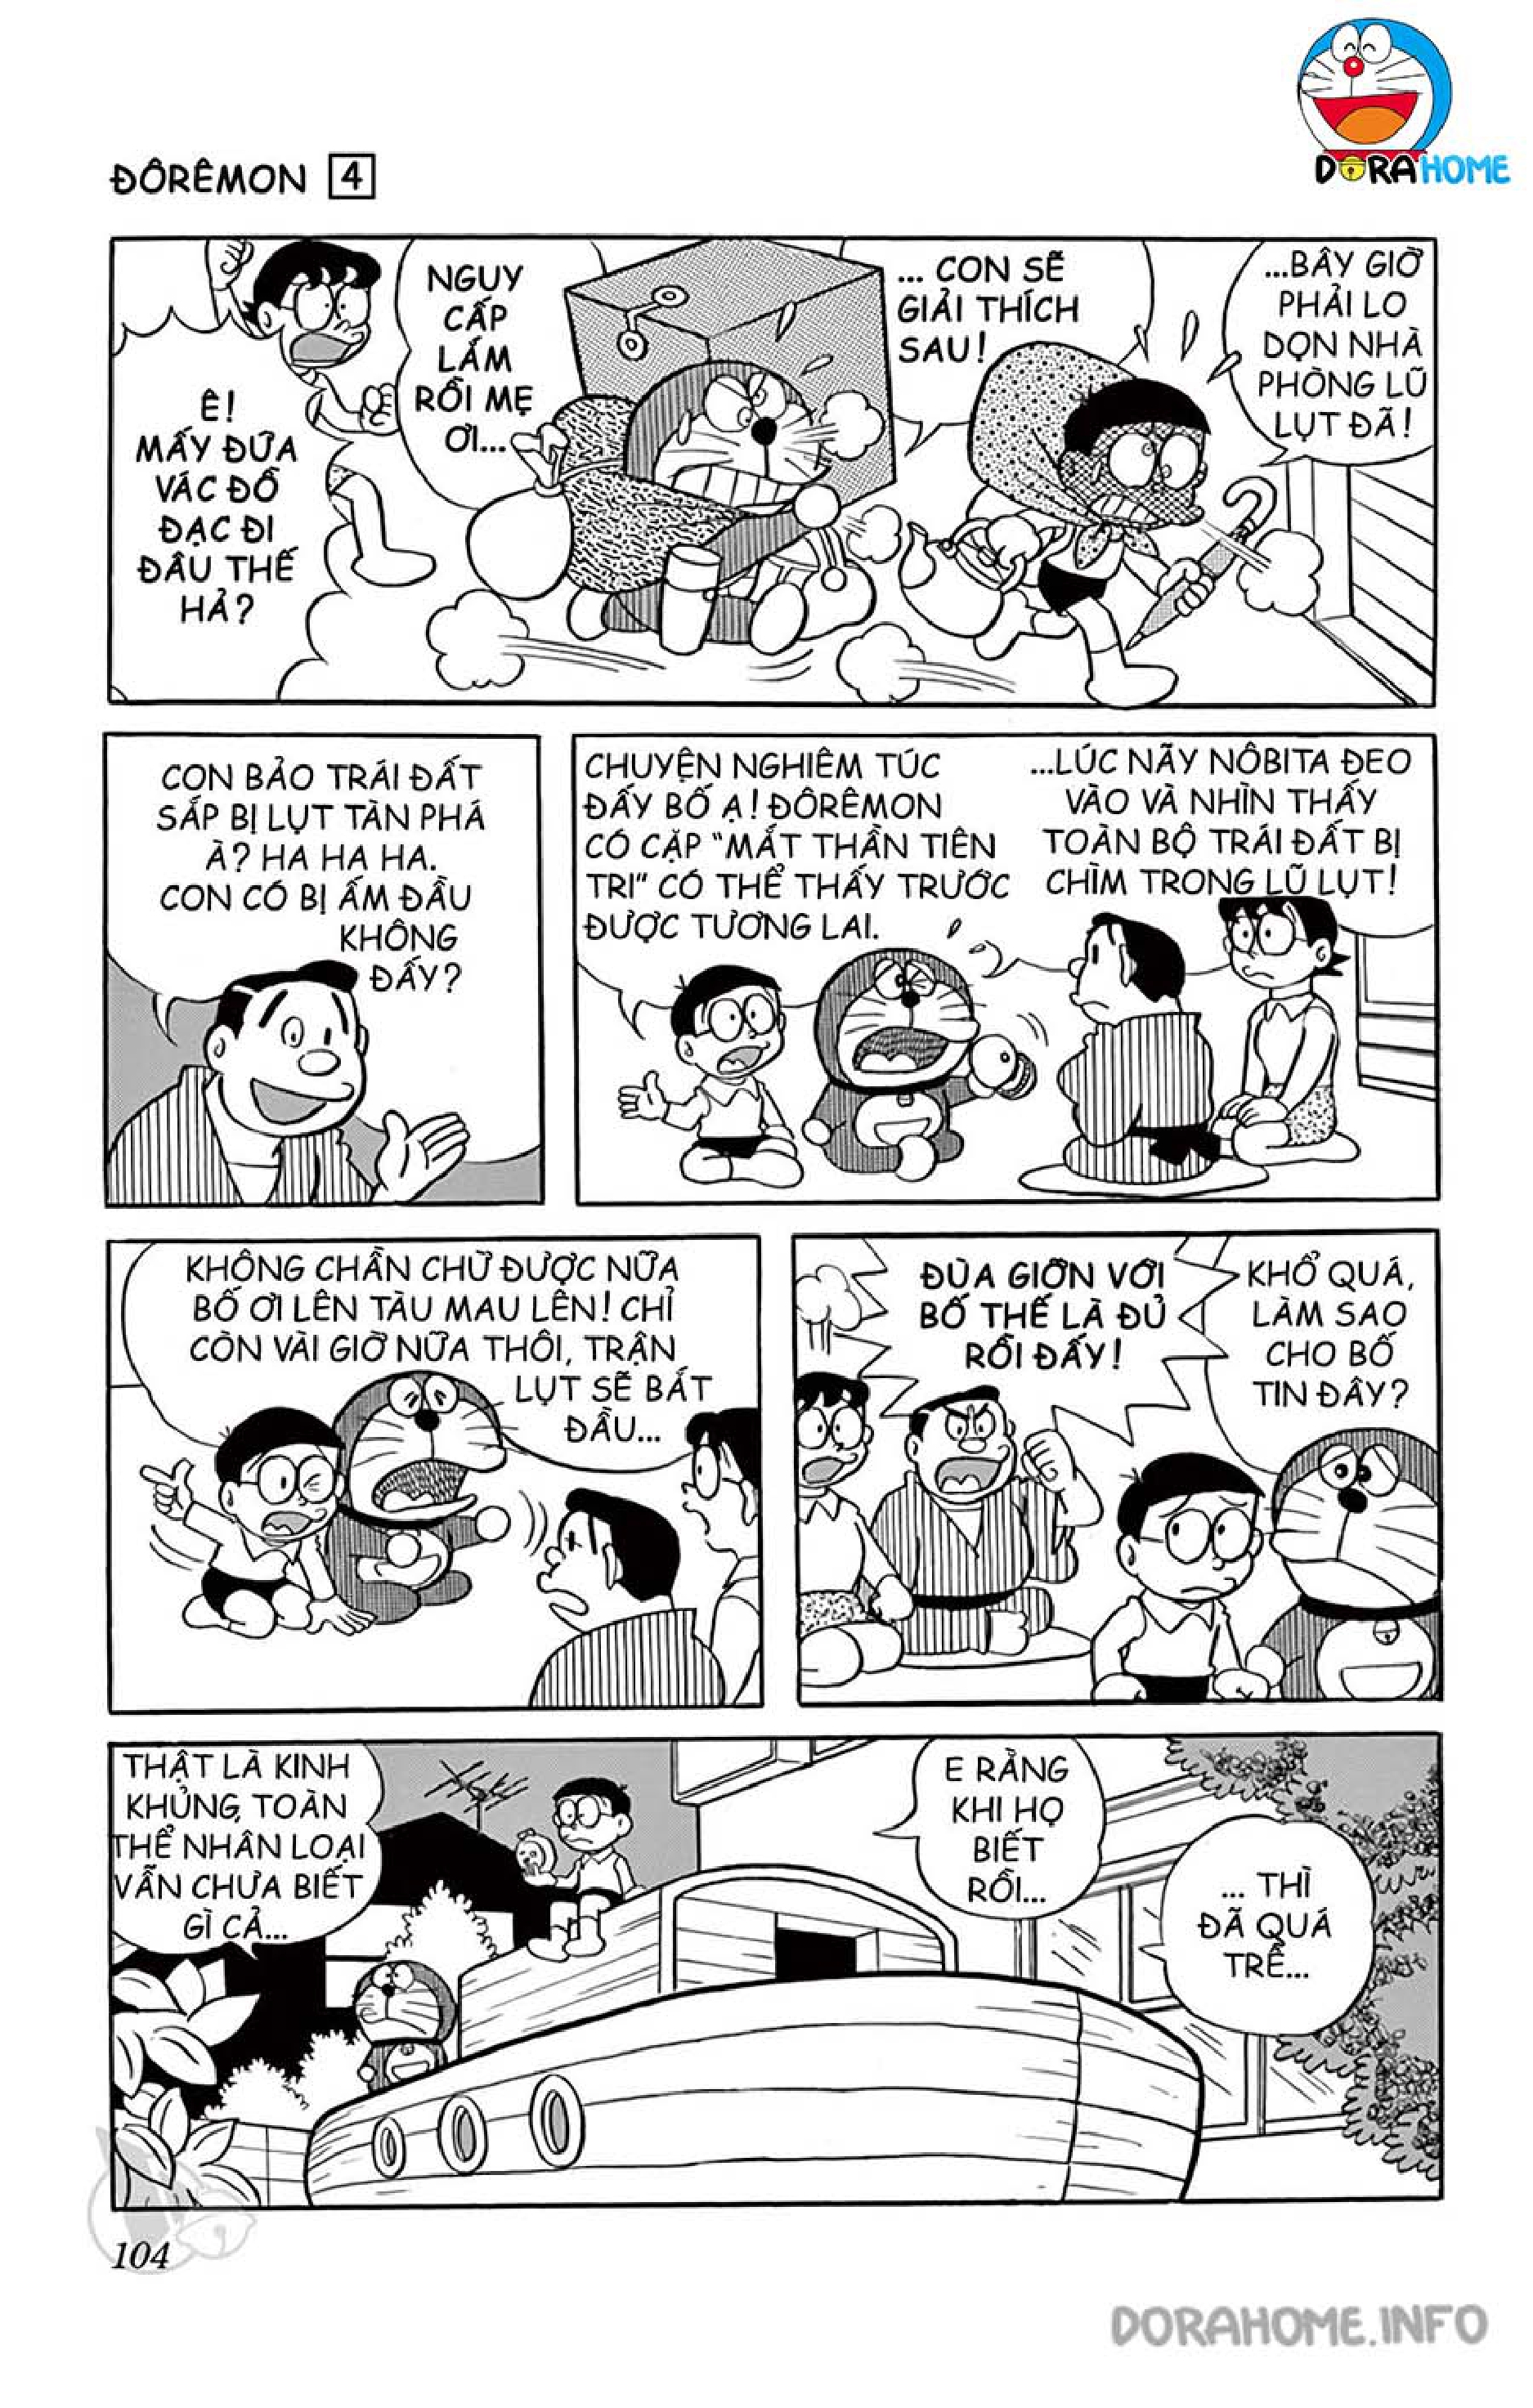 DORAHOME
ĐÔRÊMON 4
Ê!
MẤY ĐỨA
VÁC ĐỒ
ĐẠC ĐI
ĐÂU THẾ
HẢ?
NGUY
CẤP
LẮM
RỒI MẸ
ƠI...
... CON SẼ
GIẢI THÍCH
SAU!
...BÂY GIỜ
PHẢI LO
DỌN NHÀ
PHÒNG LŨ
LỤT ĐÃ!
CON BẢO TRÁI ĐẤT
SẮP BỊ LỤT TÀN PHÁ
À? HA HA HA.
CON CÓ BỊ ẤM ĐẦU
KHÔNG
ĐẤY?
CHUYỆN NGHIÊM TÚC
ĐẤY BỐ Ạ! ĐÔRÊMON
CÓ CẶP “MẮT THẦN TIÊN
TRI” CÓ THỂ THẤY TRƯỚC
ĐƯỢC TƯƠNG LAI.
...LÚC NÃY NÔBITA ĐEO
VÀO VÀ NHÌN THẤY
TOÀN BỘ TRÁI ĐẤT BỊ
CHÌM TRONG LŨ LỤT!
KHÔNG CHẦN CHỪ ĐƯỢC NỮA
BỐ ƠI LÊN TÀU MAU LÊN! CHỈ
CÒN VÀI GIỜ NỮA THÔI, TRẬN
LỤT SẼ BẮT
ĐẦU...
ĐÙA GIỠN VỚI
BỐ THẾ LÀ ĐỦ
RỒI ĐẤY!
KHỔ QUÁ,
LÀM SAO
CHO BỐ
TIN ĐÂY?
THẬT LÀ KINH
KHỦNG, TOÀN
THỂ NHÂN LOẠI
VẪN CHƯA BIẾT
GÌ CẢ...
E RẰNG
KHI HỌ
BIẾT
RỒI...
... THÌ
ĐÃ QUÁ
TRỄ...
104
DORAHOME.INFO